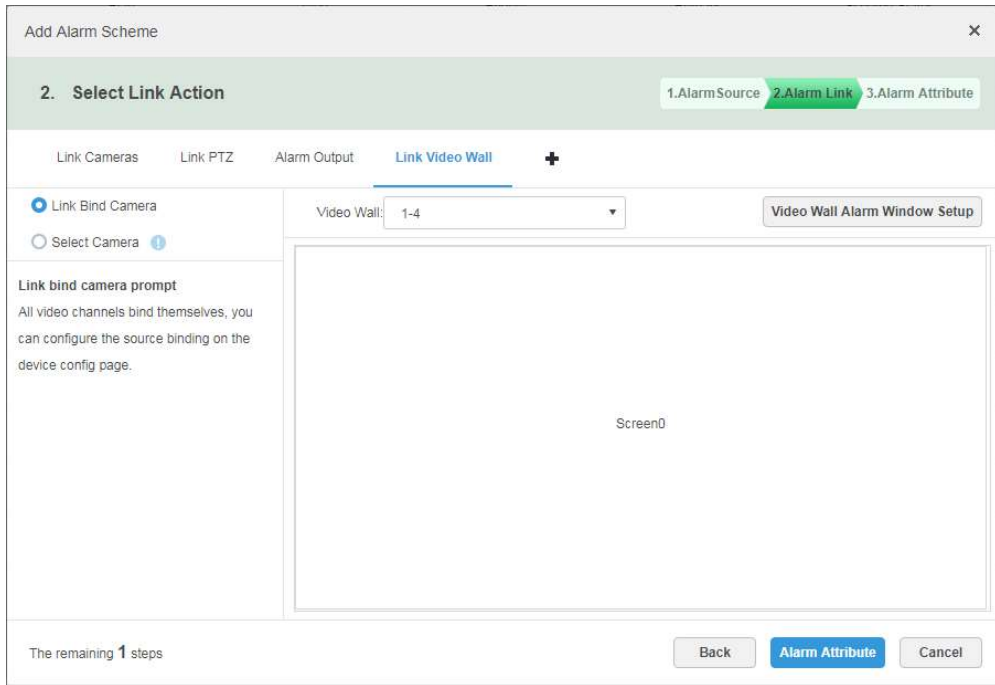 Add Alarm Scheme
2. Select Link Action
1.AlarmSource 2.Alarm Link 3.Alarm Attribute
Link Cameras Link PTZ Alarm Output Link Video Wall
Link Bind Camera
Video Wall: 1-4
Video Wall Alarm Window Setup
Select Camera
Link bind camera prompt
All video channels bind themselves, you
can configure the source binding on the
device config page.
Screen0
The remaining 1 steps
Back
Alarm Attribute
Cancel